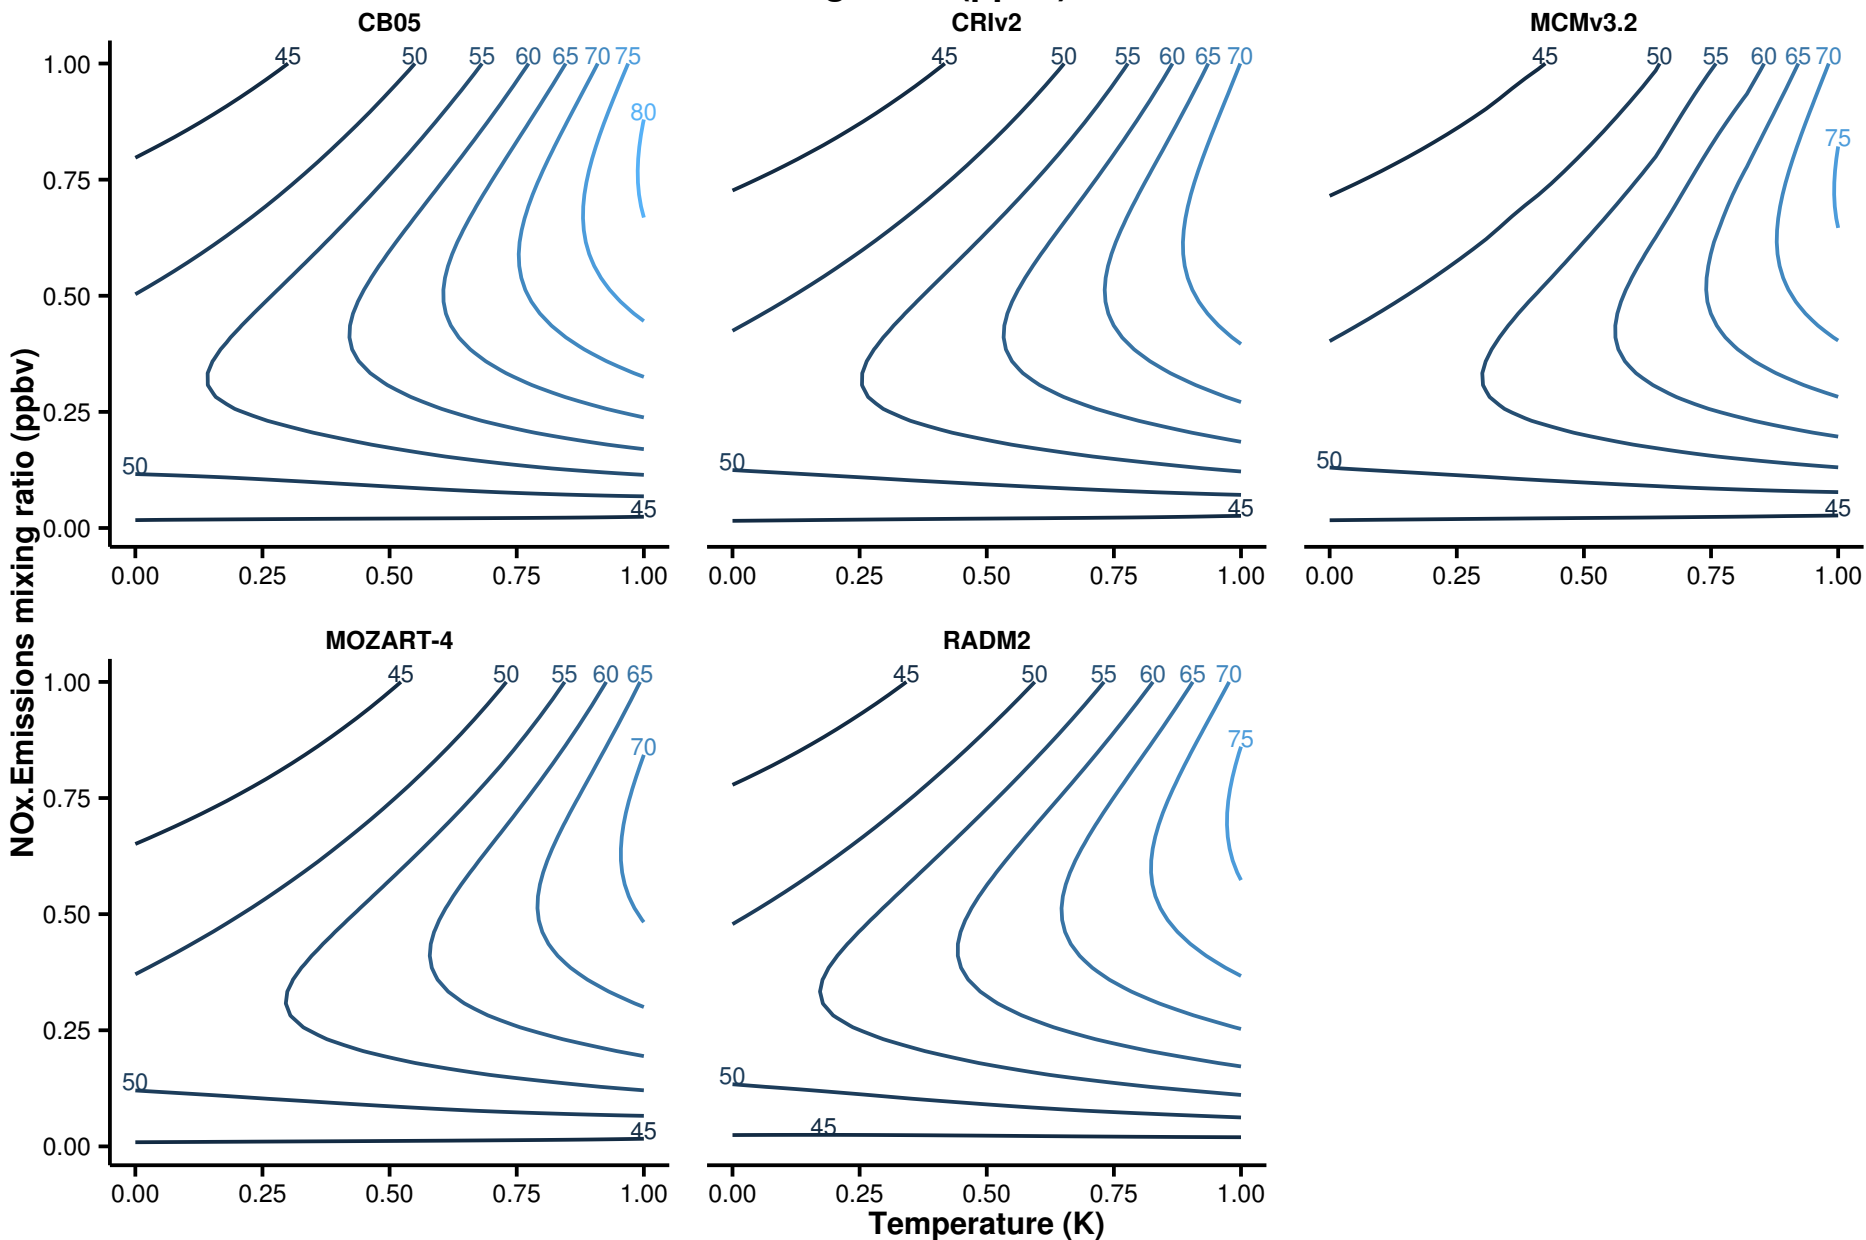 CB05 CRIv2 MCMv3.2
45 50 55 60 65 70 75 45 50 55 60 65 70 45 50 55 60 65 70
1.00
80
75
0.75
0.50
0.25
50 50 50
45 45 45
0.00
0.00 0.25 0.50 0.75 1.00 0.00 0.25 0.50 0.75 1.00 0.00 0.25 0.50 0.75 1.00
NOx.Emissions mixing ratio (ppbv)
MOZART-4 RADM2
45 50 55 60 65 45 50 55 60 65 70
1.00
70 75
0.75
0.50
0.25
50 50
45 45
0.00
0.00 0.25 0.50 0.75 1.00 0.00 0.25 0.50 0.75 1.00
Temperature (K)